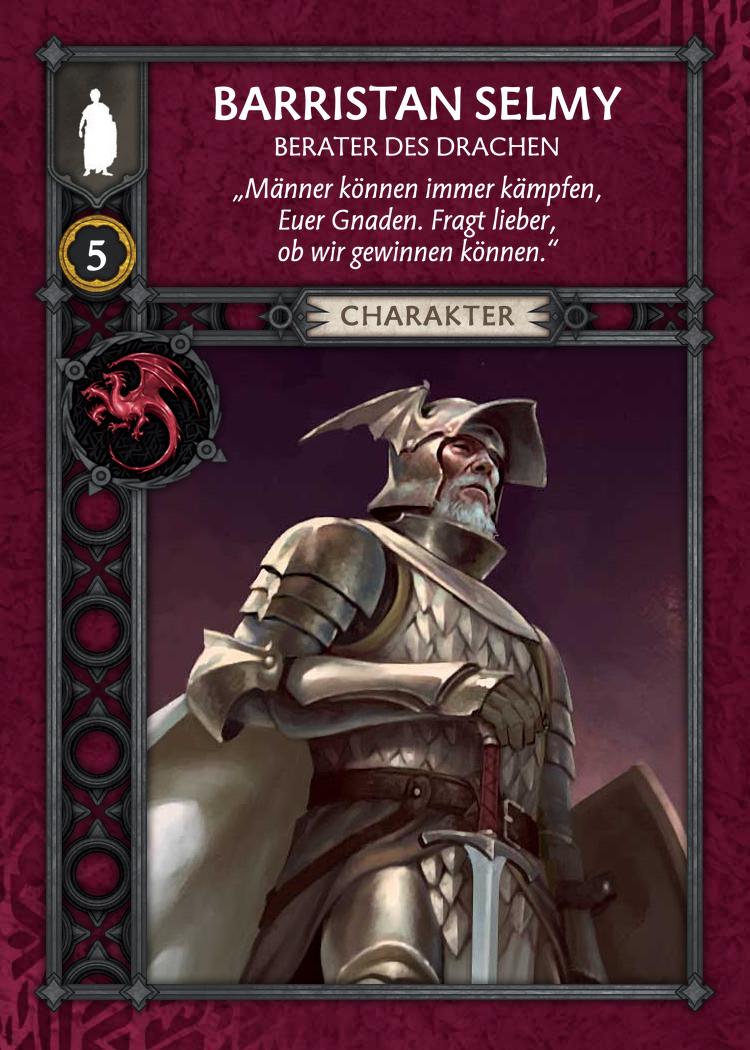 BARRISTAN SELMY
BERATER DES DRACHEN
„Männer können immer kämpfen,
Euer Gnaden. Fragt lieber,
ob wir gewinnen können.“
5
CHARAKTER